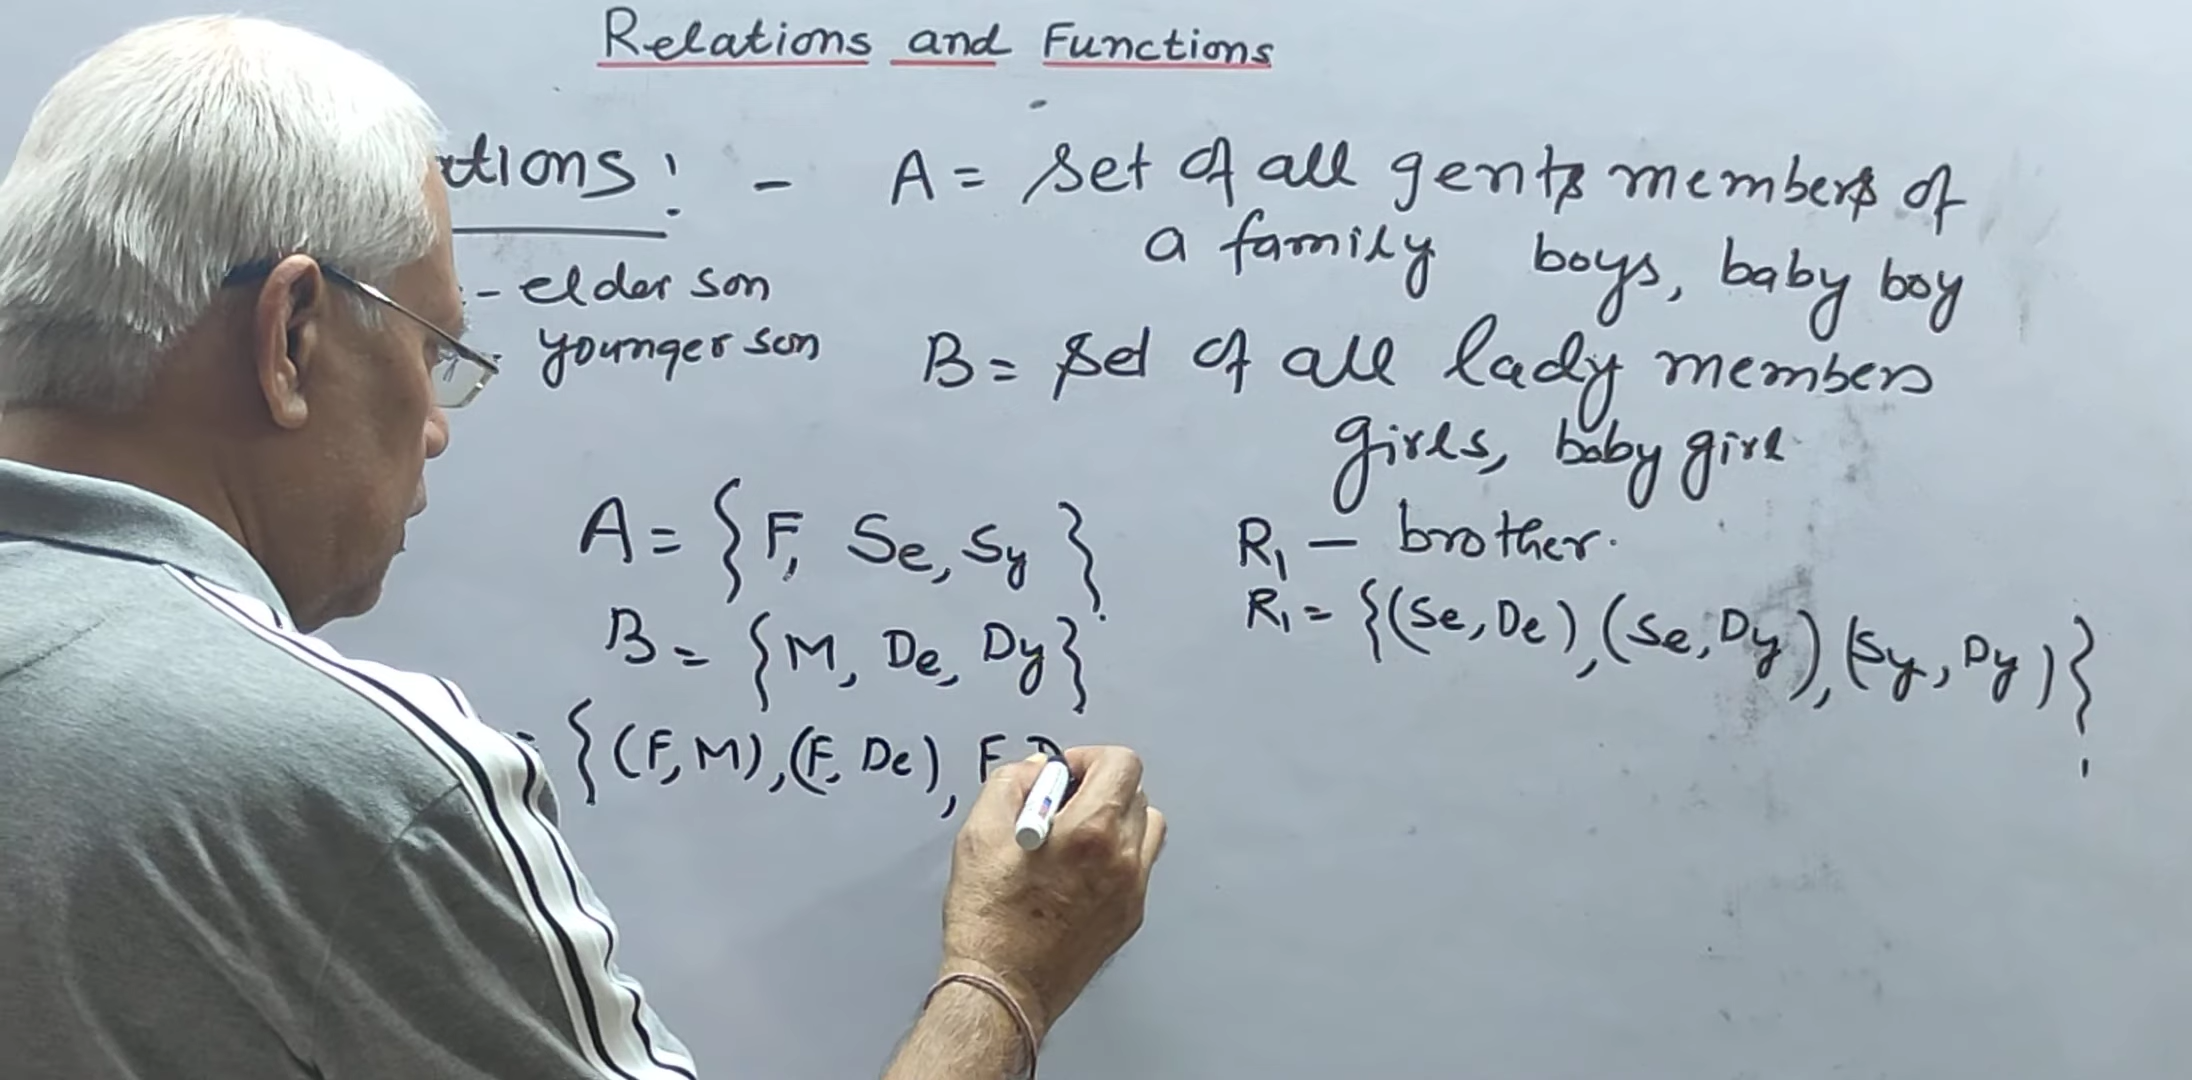 Relations and Functions
ations : - A = set of all gents members of
a family boys, baby boy
- elder son
younger son
B = set of all lady members
girls, baby girl
A = {F, Se, Sy}
R₁ - brother.
B = {M, De, Dy}
R₁ = {(Se, De), (Se, Dy), (Sy, Dy)}
= {(F, M), (F, De), F D